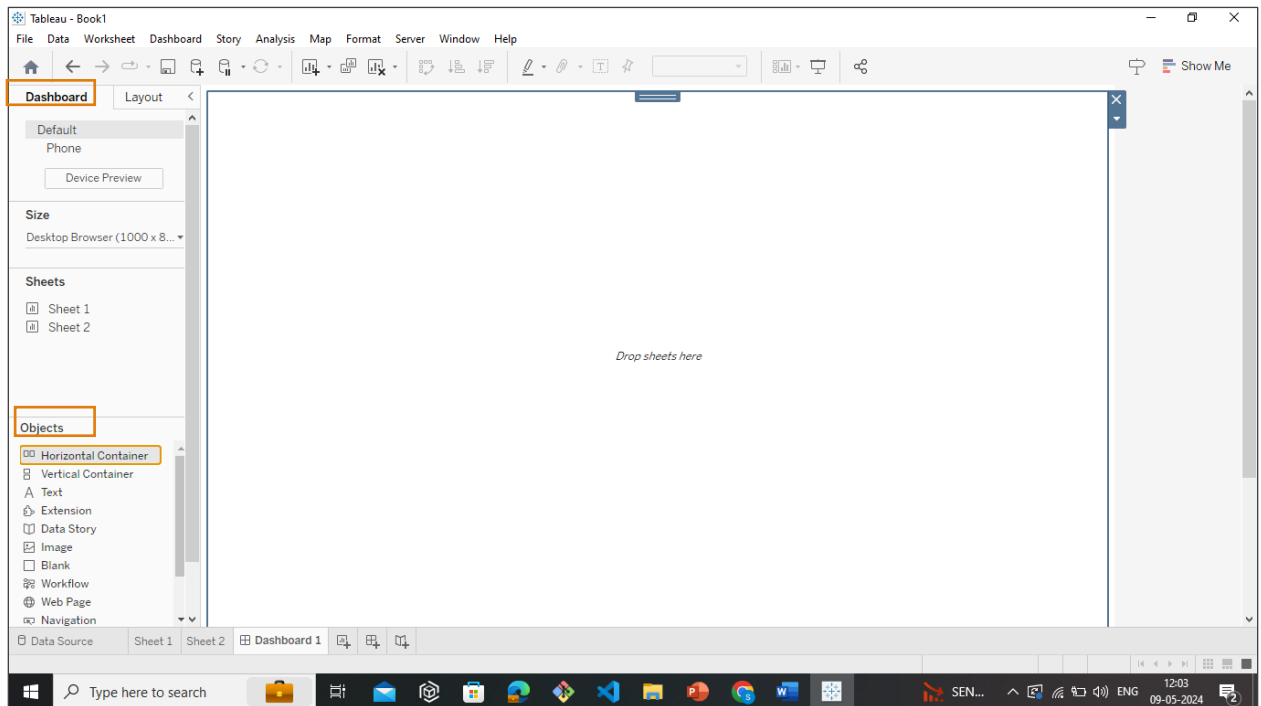 Tableau - Book1
File Data Worksheet Dashboard Story Analysis Map Format Server Window Help
Show Me
Dashboard Layout
Default
Phone
Device Preview
Size
Desktop Browser (1000 x 8...
Sheets
Sheet 1
Sheet 2
Drop sheets here
Objects
Horizontal Container
Vertical Container
Text
Extension
Data Story
Image
Blank
Workflow
Web Page
Navigation
Data Source Sheet 1 Sheet 2 Dashboard 1
Type here to search
SEN... ENG
12:03
09-05-2024
2